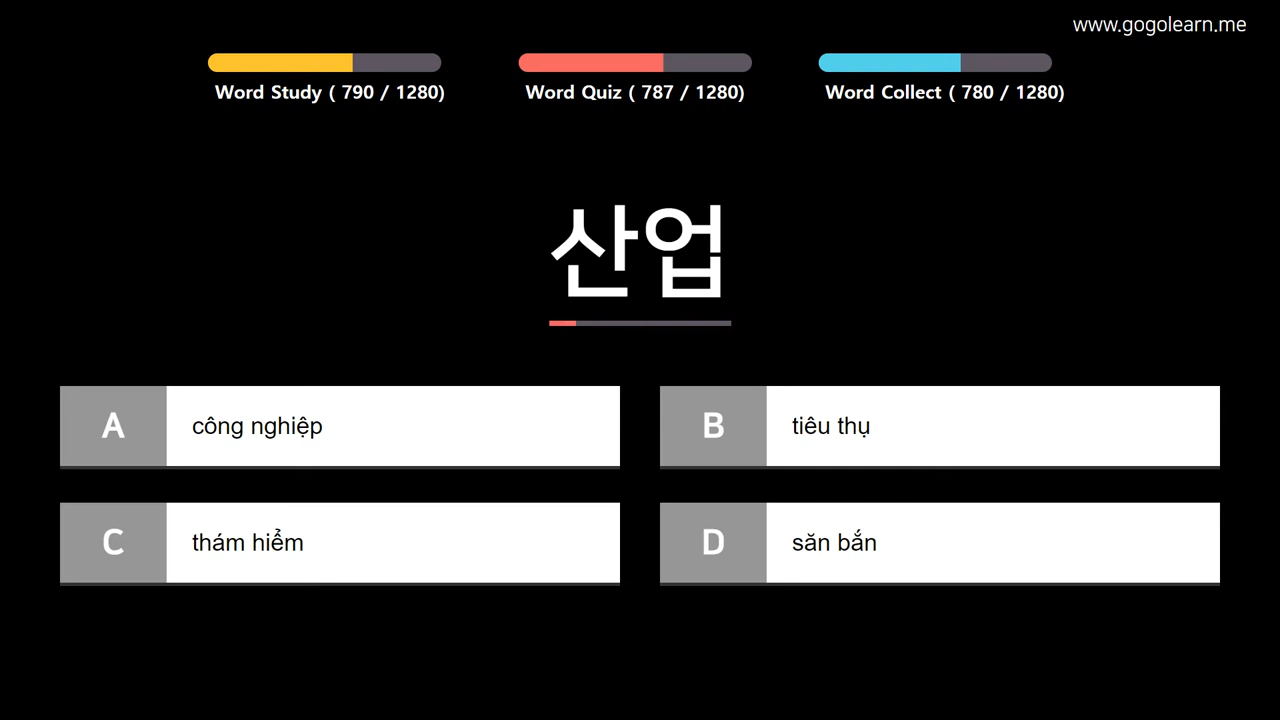 www.gogolearn.me
Word Study ( 790 / 1280)
Word Quiz ( 787 / 1280)
Word Collect ( 780 / 1280)
산업
A công nghiệp
B tiêu thụ
C thám hiểm
D săn bắn